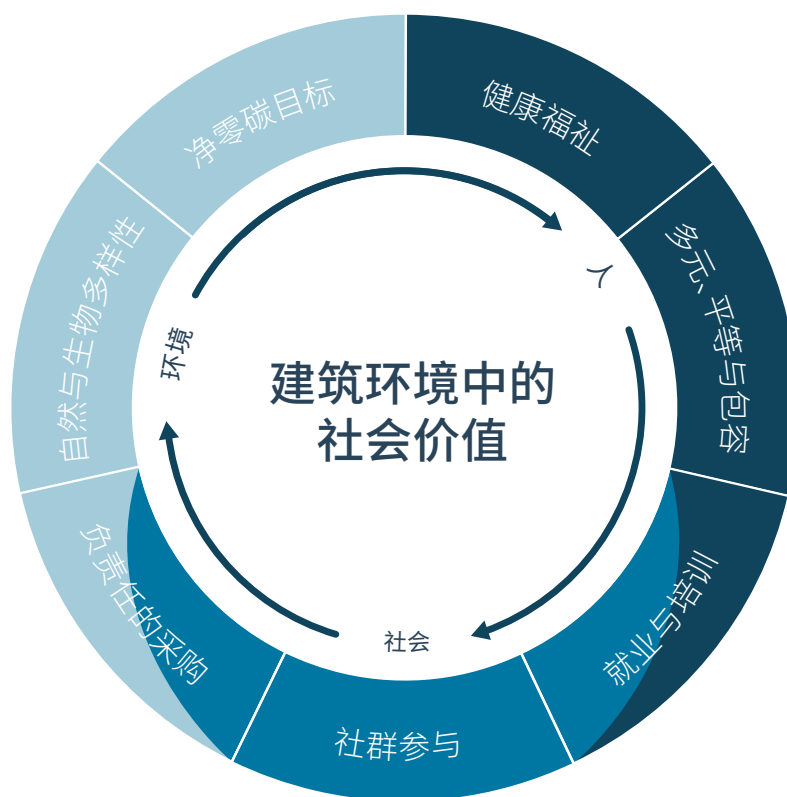 建筑环境中的
社会价值
人
社会
环境
健康福祉
多元、平等与包容
就业与培训
社群参与
负责任的采购
自然与生物多样性
净零碳目标